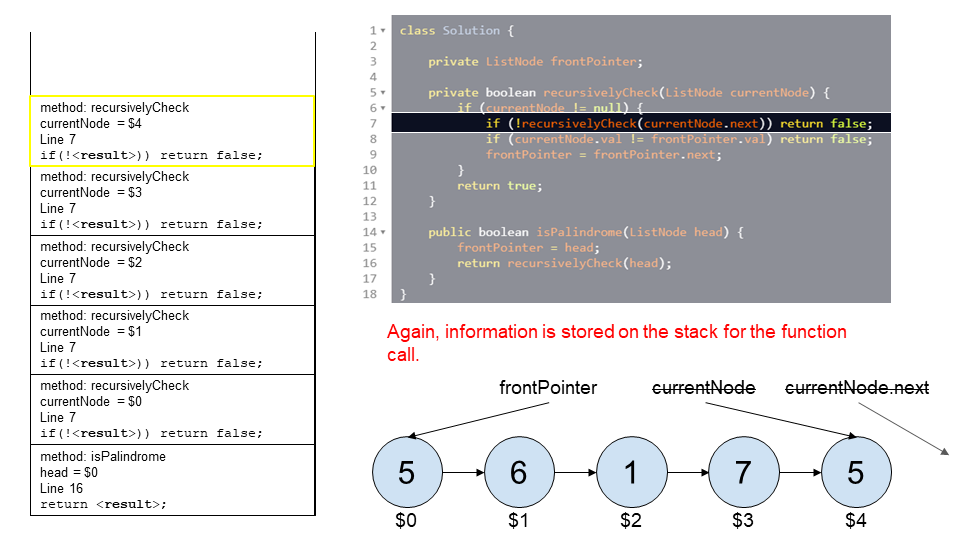 method: recursivelyCheck
currentNode = $4
Line 7
if(!<result>)) return false;
method: recursivelyCheck
currentNode = $3
Line 7
if(!<result>)) return false;
method: recursivelyCheck
currentNode = $2
Line 7
if(!<result>)) return false;
method: recursivelyCheck
currentNode = $1
Line 7
if(!<result>)) return false;
method: recursivelyCheck
currentNode = $0
Line 7
if(!<result>)) return false;
method: isPalindrome
head = $0
Line 16
return <result>;
1 class Solution {
2
3 private ListNode frontPointer;
4
5 private boolean recursivelyCheck(ListNode currentNode) {
6 if (currentNode != null) {
7 if (!recursivelyCheck(currentNode.next)) return false;
8 if (currentNode.val != frontPointer.val) return false;
9 frontPointer = frontPointer.next;
10 }
11 return true;
12 }
13
14 public boolean isPalindrome(ListNode head) {
15 frontPointer = head;
16 return recursivelyCheck(head);
17 }
18 }
Again, information is stored on the stack for the function
call.
frontPointer currentNode currentNode.next
5 6 1 7 5
$0 $1 $2 $3 $4